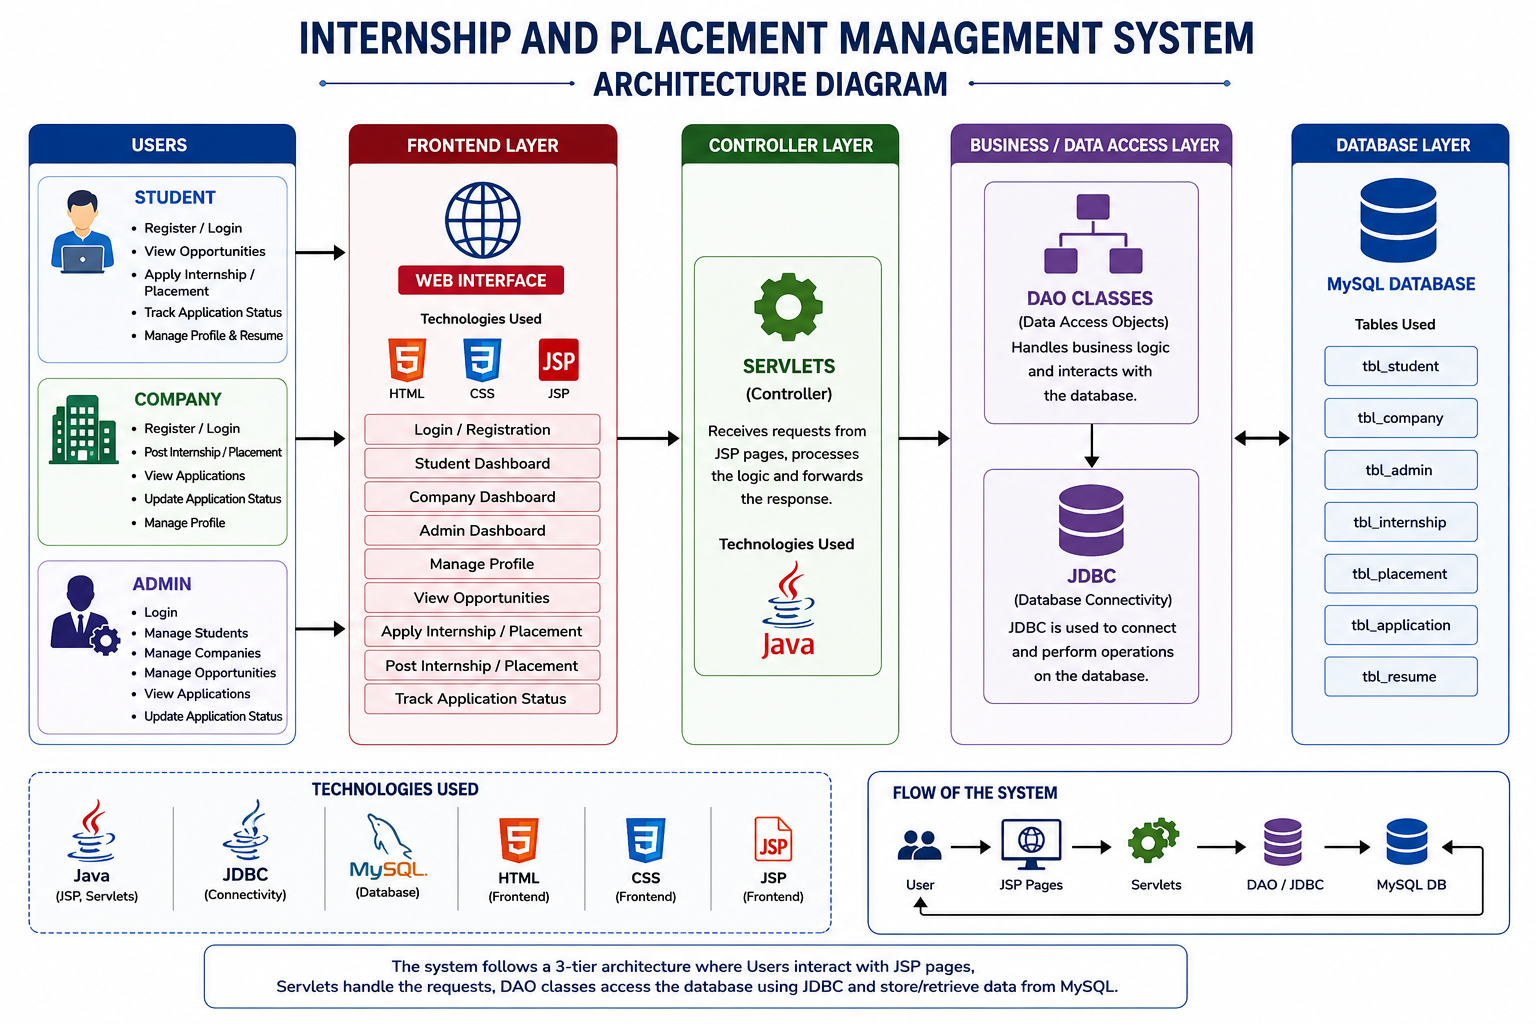 INTERNSHIP AND PLACEMENT MANAGEMENT SYSTEM
ARCHITECTURE DIAGRAM
USERS
STUDENT
• Register / Login
• View Opportunities
• Apply Internship /
Placement
• Track Application Status
• Manage Profile & Resume
COMPANY
• Register / Login
• Post Internship / Placement
• View Applications
• Update Application Status
• Manage Profile
ADMIN
• Login
• Manage Students
• Manage Companies
• Manage Opportunities
• View Applications
• Update Application Status
FRONTEND LAYER
WEB INTERFACE
Technologies Used
5
3
JSP
HTML
CSS
JSP
Login / Registration
Student Dashboard
Company Dashboard
Admin Dashboard
Manage Profile
View Opportunities
Apply Internship / Placement
Post Internship / Placement
Track Application Status
CONTROLLER LAYER
SERVLETS
(Controller)
Receives requests from
JSP pages, processes
the logic and forwards
the response.
Technologies Used
Java
BUSINESS / DATA ACCESS LAYER
DAO CLASSES
(Data Access Objects)
Handles business logic
and interacts with
the database.
JDBC
(Database Connectivity)
JDBC is used to connect
and perform operations
on the database.
DATABASE LAYER
MySQL DATABASE
Tables Used
tbl_student
tbl_company
tbl_admin
tbl_internship
tbl_placement
tbl_application
tbl_resume
TECHNOLOGIES USED
Java
(JSP, Servlets)
JDBC
(Connectivity)
MySQL.
(Database)
5
HTML
(Frontend)
3
CSS
(Frontend)
JSP
JSP
(Frontend)
FLOW OF THE SYSTEM
User
JSP Pages
Servlets
DAO / JDBC
MySQL DB
The system follows a 3-tier architecture where Users interact with JSP pages,
Servlets handle the requests, DAO classes access the database using JDBC and store/retrieve data from MySQL.